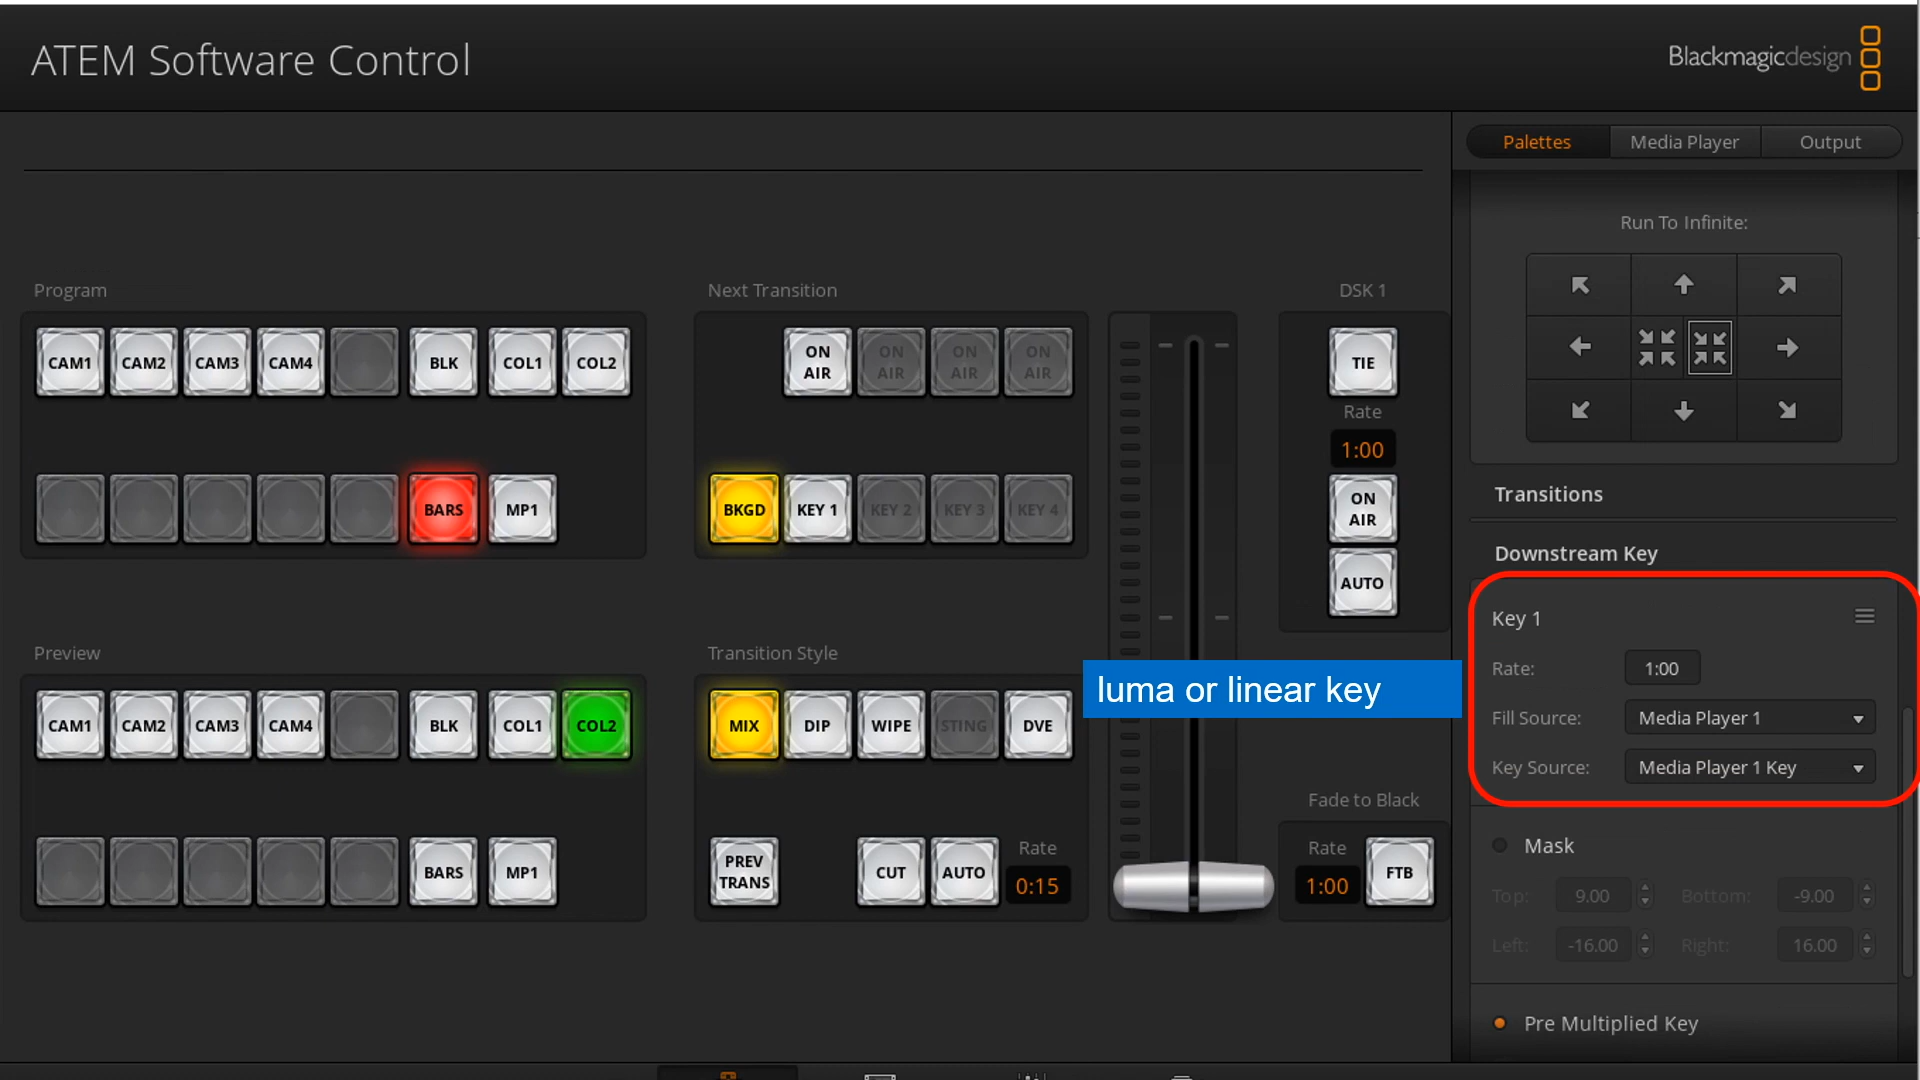 ATEM Software Control
Blackmagicdesign
Palettes
Media Player
Output
Run To Infinite:
Program
Next Transition
DSK 1
CAM1
CAM2
CAM3
CAM4
BLK
COL1
COL2
ON AIR
ON AIR
ON AIR
ON AIR
TIE
Rate
1:00
BARS
MP1
BKGD
KEY 1
KEY 2
KEY 3
KEY 4
ON AIR
AUTO
Transitions
Downstream Key
Key 1
Rate:
1:00
Fill Source:
Media Player 1
Key Source:
Media Player 1 Key
Preview
Transition Style
luma or linear key
CAM1
CAM2
CAM3
CAM4
BLK
COL1
COL2
MIX
DIP
WIPE
STING
DVE
Fade to Black
BARS
MP1
PREV TRANS
CUT
AUTO
Rate
0:15
Rate
1:00
FTB
Mask
Top:
9.00
Bottom:
-9.00
Left:
-16.00
Right:
16.00
Pre Multiplied Key